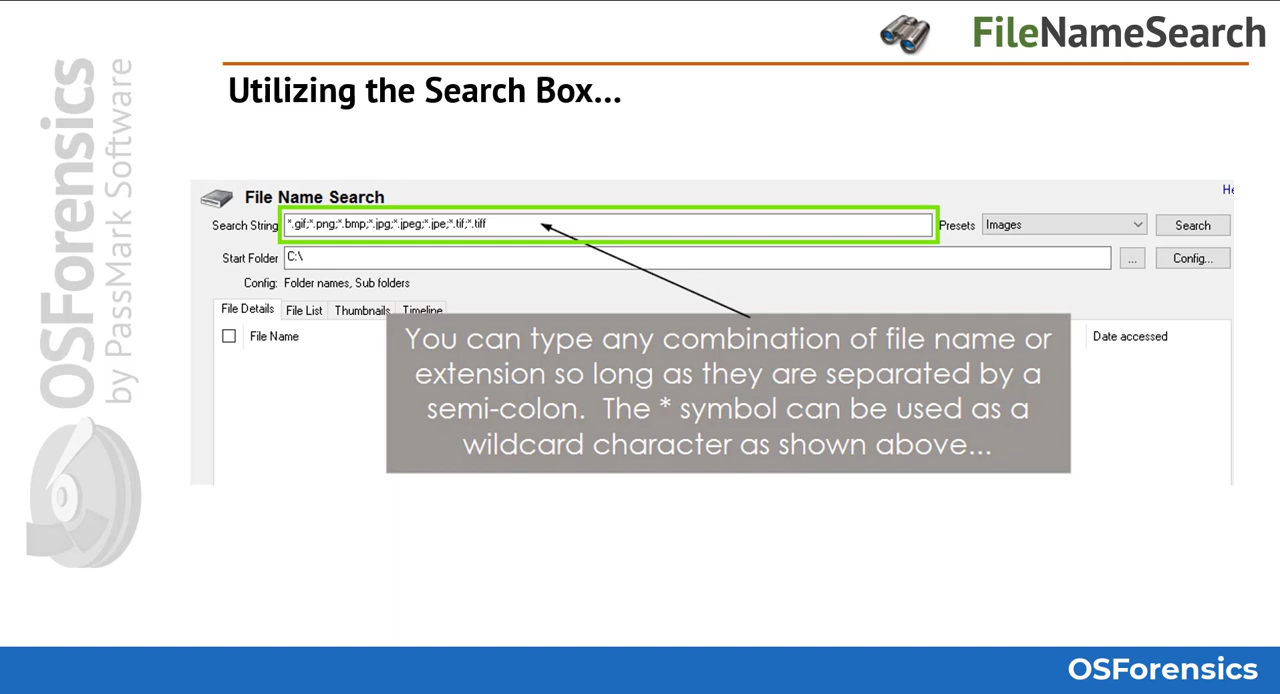 FileNameSearch
Utilizing the Search Box...
OSForensics
by PassMark Software
File Name Search
He
Search String *.gif;*.png;*.bmp;*.jpg;*.jpeg;*.jpe;*.tif;*.tiff Presets Images Search
Start Folder C:\ ... Config...
Config: Folder names, Sub folders
File Details File List Thumbnails Timeline
File Name Date accessed
You can type any combination of file name or
extension so long as they are separated by a
semi-colon. The * symbol can be used as a
wildcard character as shown above...
OSForensics